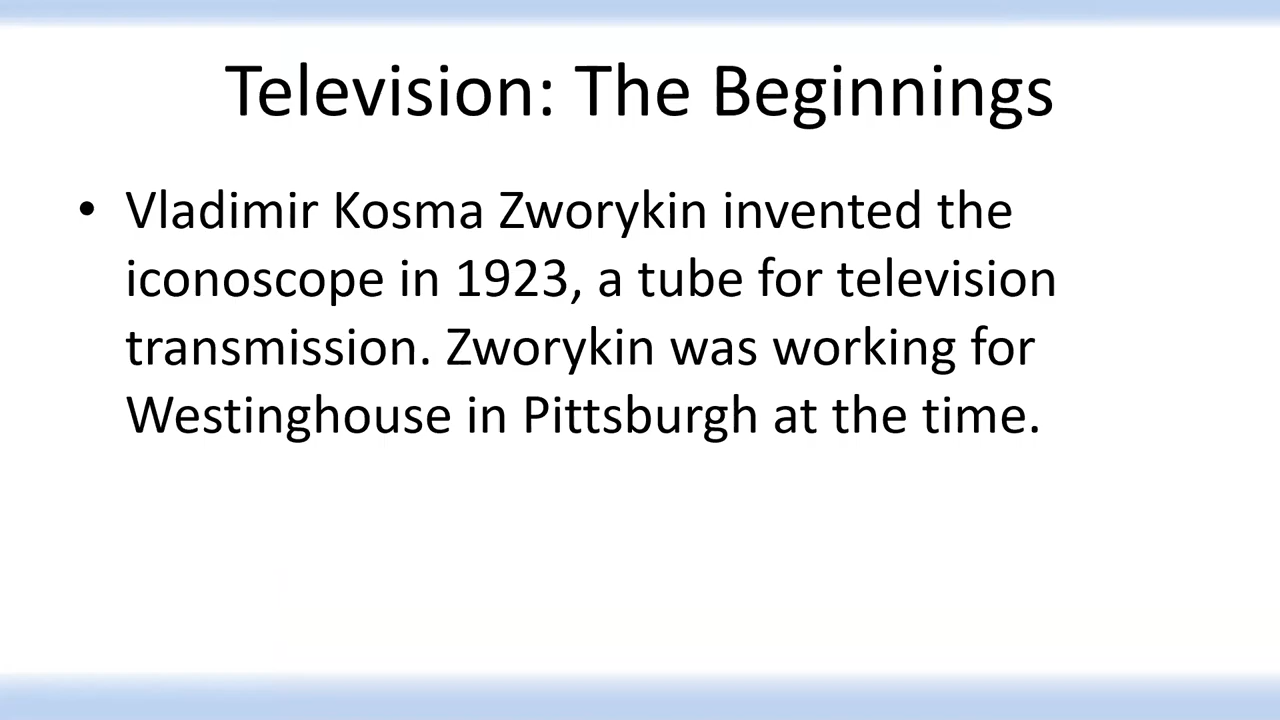 Television: The Beginnings
• Vladimir Kosma Zworykin invented the
iconoscope in 1923, a tube for television
transmission. Zworykin was working for
Westinghouse in Pittsburgh at the time.